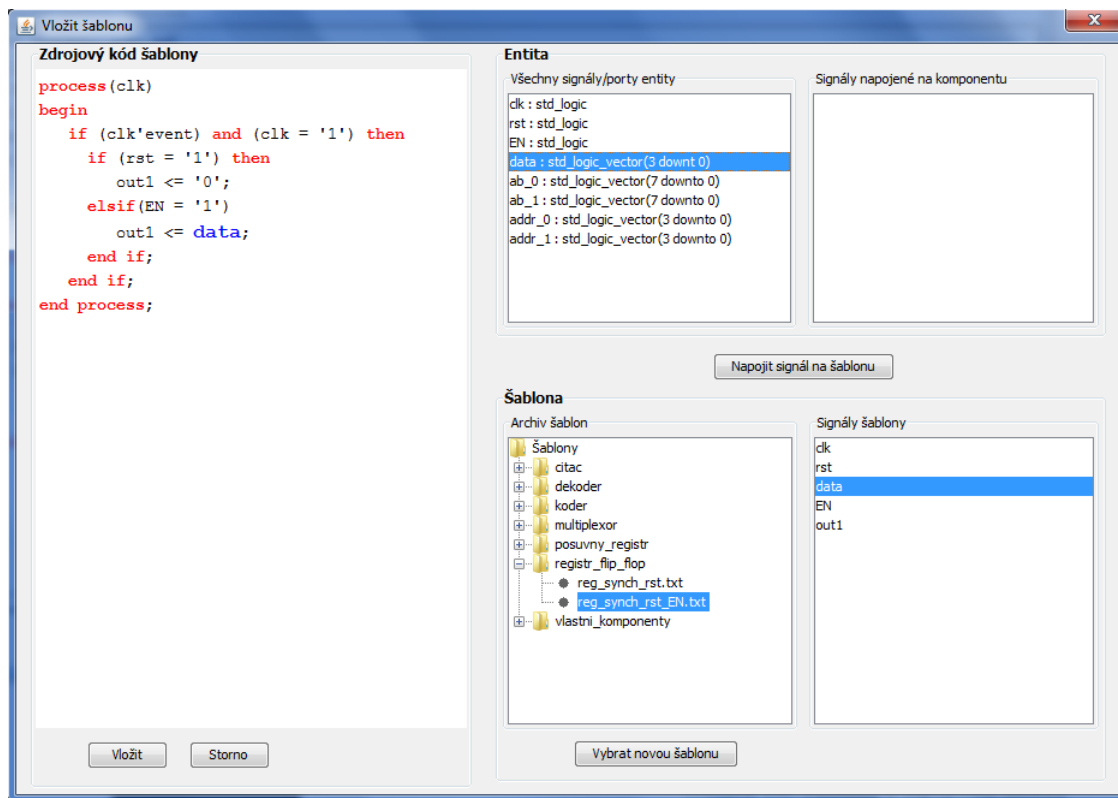 Vložit šablonu
Zdrojový kód šablony
process(clk)
begin
if (clk'event) and (clk = '1') then
if (rst = '1') then
out1 <= '0';
elsif(EN = '1')
out1 <= data;
end if;
end if;
end process;
Vložit
Storno
Entita
Všechny signály/porty entity
clk : std_logic
rst : std_logic
EN : std_logic
data : std_logic_vector(3 downt 0)
ab_0 : std_logic_vector(7 downto 0)
ab_1 : std_logic_vector(7 downto 0)
addr_0 : std_logic_vector(3 downto 0)
addr_1 : std_logic_vector(3 downto 0)
Signály napojené na komponentu
Napojit signál na šablonu
Šablona
Archiv šablon
Šablony
citac
dekoder
koder
multiplexor
posuvny_registr
registr_flip_flop
reg_synch_rst.txt
reg_synch_rst_EN.txt
vlastni_komponenty
Signály šablony
clk
rst
data
EN
out1
Vybrat novou šablonu